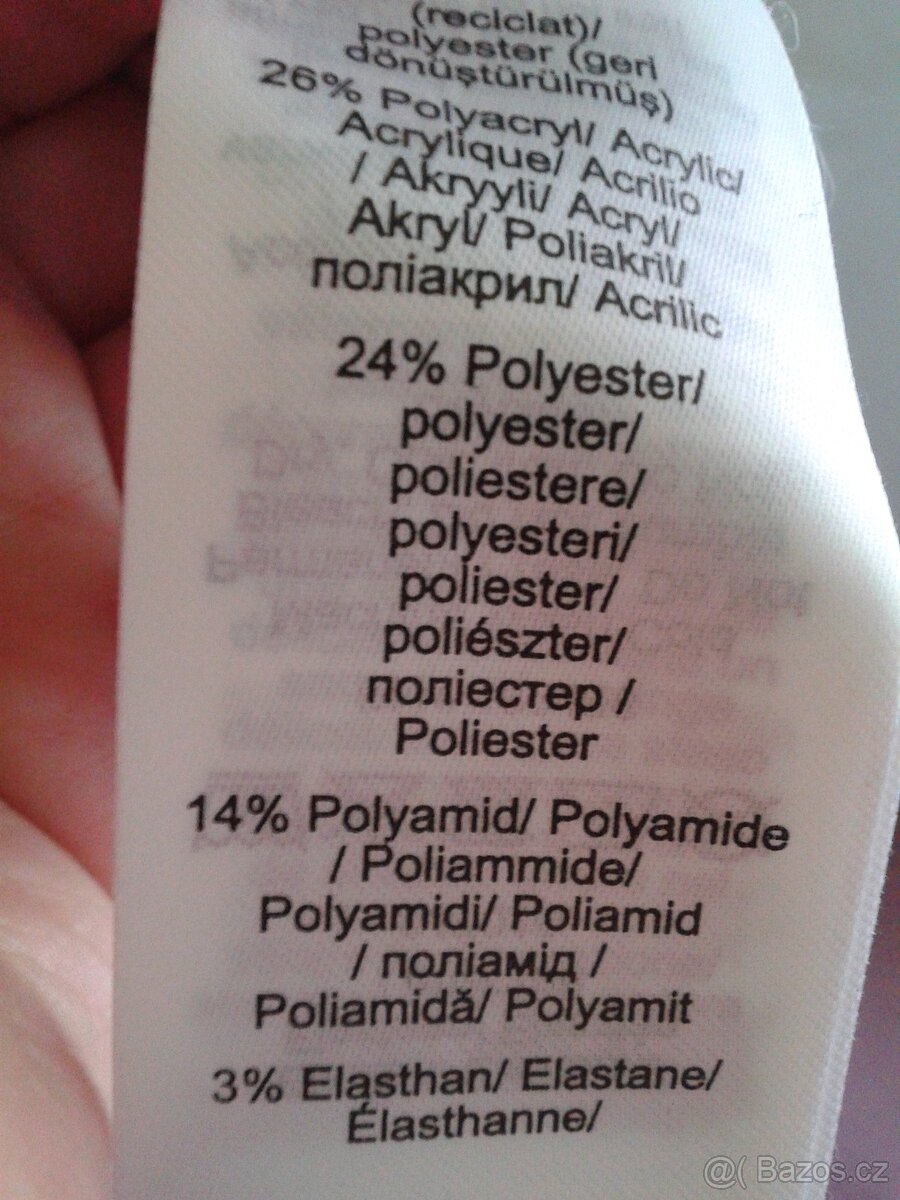 (reciclat)/
polyester (geri
dönüştürülmüş)
26% Polyacryl/ Acrylic/
Acrylique/ Acrilio
/ Akryyli/ Acryl/
Akryl/ Poliakril/
поліакрил/ Acrilic
24% Polyester/
polyester/
poliestere/
polyesteri/
poliester/
poliészter/
поліестер /
Poliester
14% Polyamid/ Polyamide
/ Poliammide/
Polyamidi/ Poliamid
/ поліамід /
Poliamidă/ Polyamit
3% Elasthan/ Elastane/
Élasthanne/
@( Bazos.cz